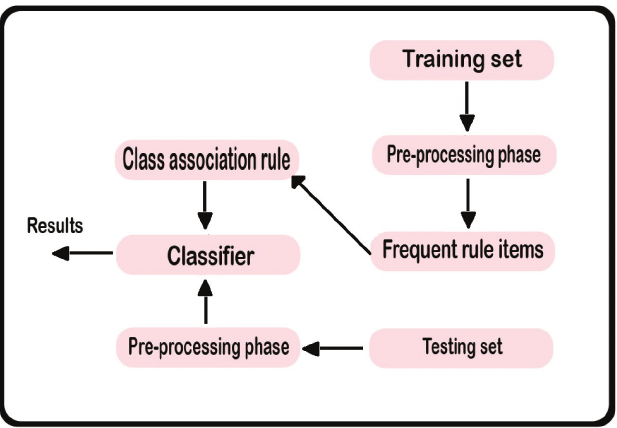 Training set
Class association rule
Pre-processing phase
Results
Classifier
Frequent rule items
Pre-processing phase
Testing set